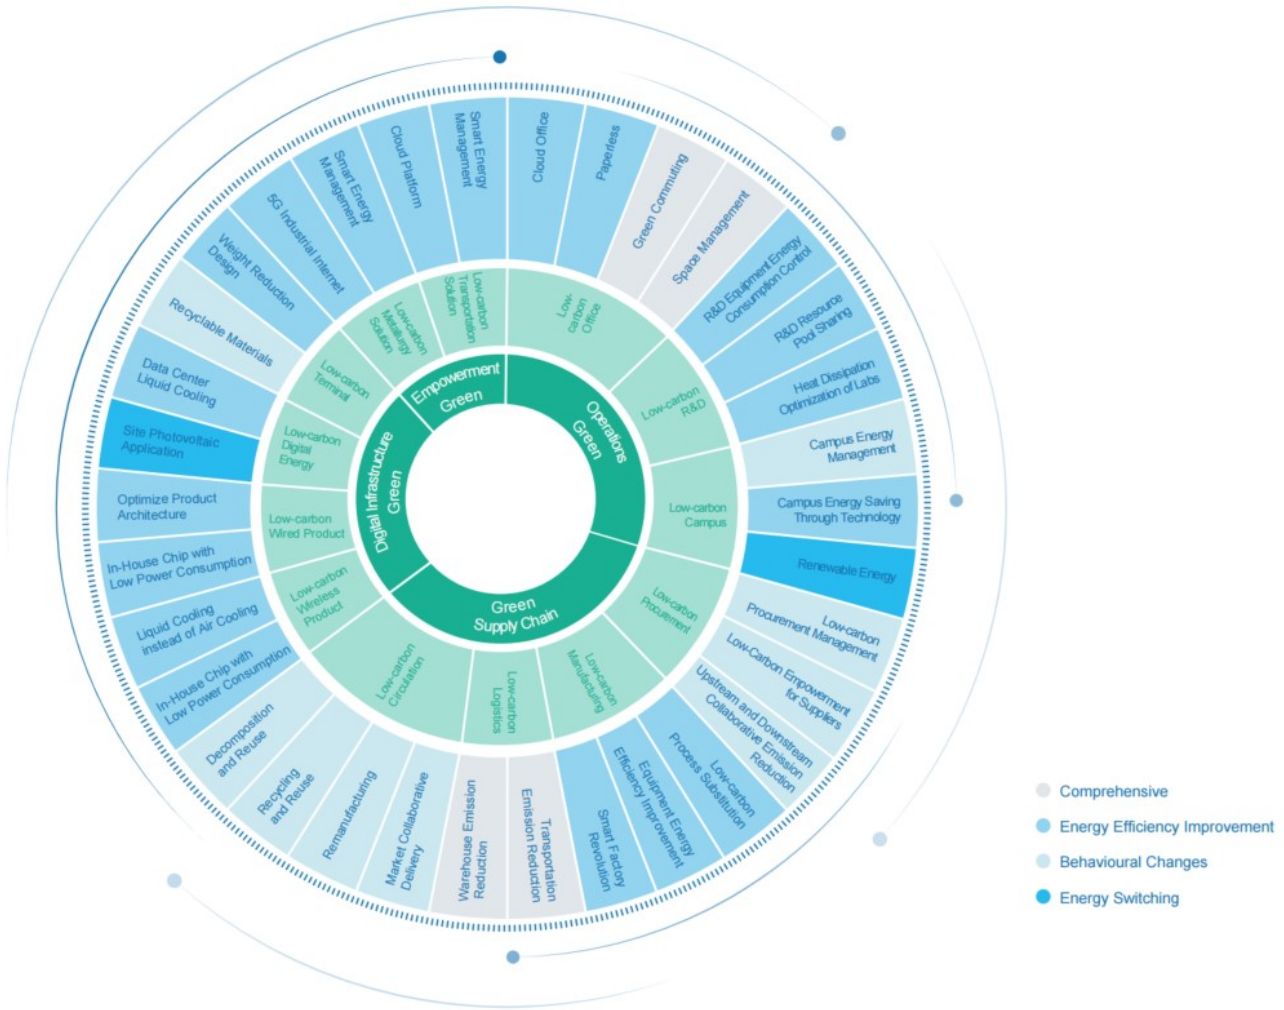 Cloud Office
Paperless
Green Commuting
Space Management
R&D Equipment Energy
Consumption Control
R&D Resource
Pool Sharing
Heat Dissipation
Optimization of Labs
Campus Energy
Management
Campus Energy Saving
Through Technology
Renewable Energy
Low-carbon
Procurement Management
Low-Carbon Empowerment
for Suppliers
Upstream and Downstream
Collaborative Emission
Reduction
Low-carbon
Process Substitution
Equipment Energy
Efficiency Improvement
Smart Factory
Revolution
Transportation
Emission Reduction
Warehouse Emission
Reduction
Market Collaborative
Delivery
Remanufacturing
Recycling
and Reuse
Decomposition
and Reuse
In-House Chip with
Low Power Consumption
Liquid Cooling
instead of Air Cooling
In-House Chip with
Low Power Consumption
Optimize Product
Architecture
Site Photovoltaic
Application
Data Center
Liquid Cooling
Recyclable Materials
Weight Reduction
Design
5G Industrial Internet
Smart Energy
Management
Cloud Platform
Smart Energy
Management
Low-
carbon
Office
Low-carbon
R&D
Low-carbon
Campus
Low-carbon
Procurement
Low-carbon
Manufacturing
Low-carbon
Logistics
Low-carbon
Circulation
Low-carbon
Wireless
Product
Low-carbon
Wired Product
Low-carbon
Digital
Energy
Low-carbon
Terminal
Low-carbon
Metallurgy
Solution
Low-carbon
Transportation
Solution
Operations
Green
Green
Supply Chain
Digital Infrastructure
Green
Empowerment
Green
Comprehensive
Energy Efficiency Improvement
Behavioural Changes
Energy Switching